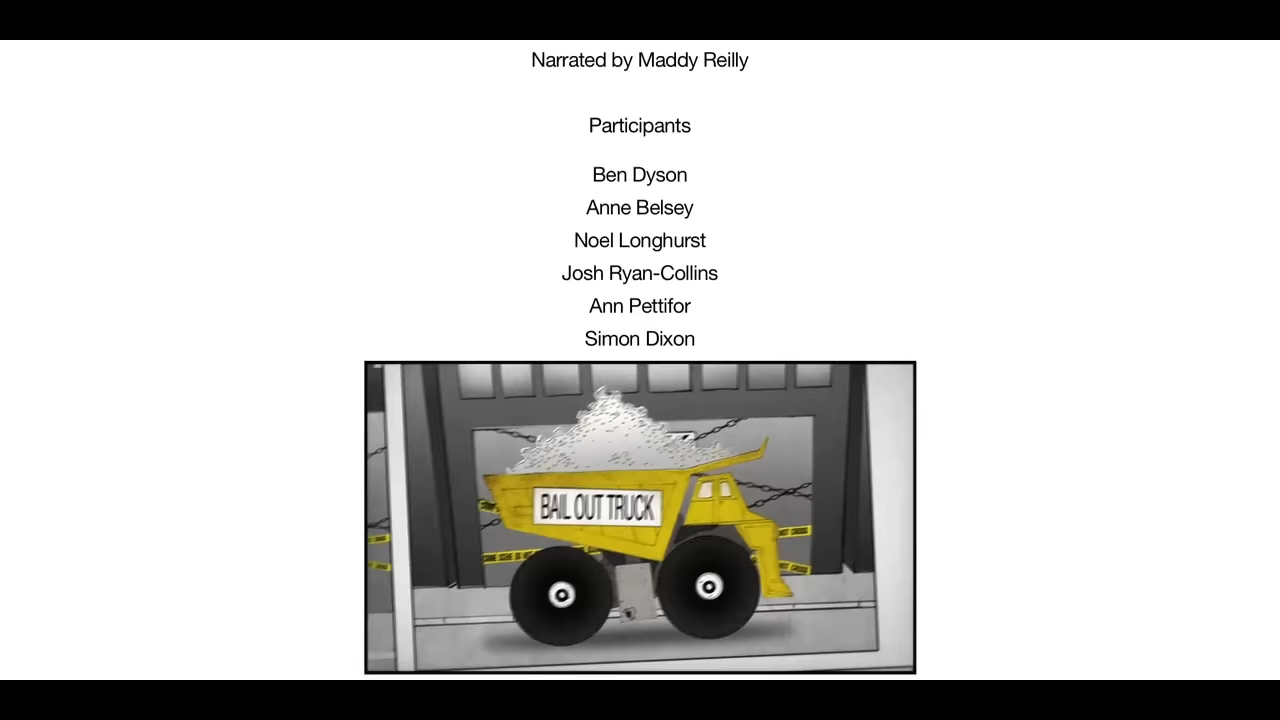 Narrated by Maddy Reilly
Participants
Ben Dyson
Anne Belsey
Noel Longhurst
Josh Ryan-Collins
Ann Pettifor
Simon Dixon
BAIL OUT TRUCK